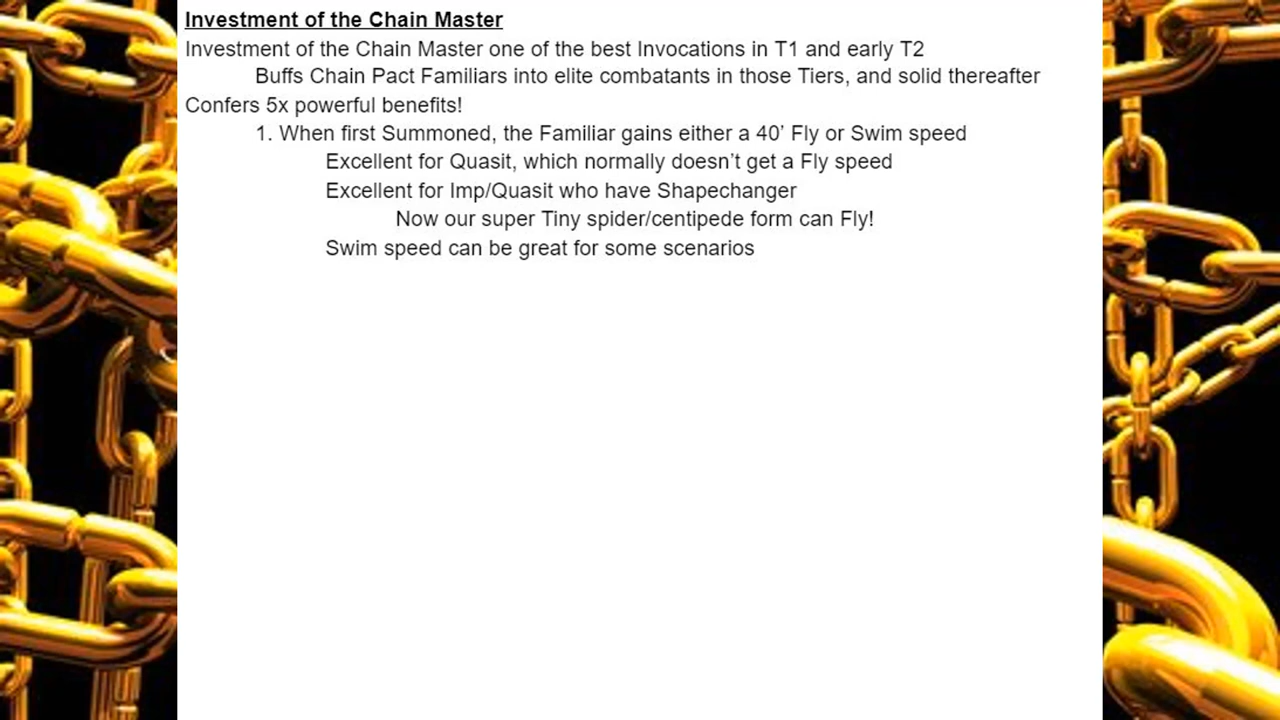 Investment of the Chain Master
Investment of the Chain Master one of the best Invocations in T1 and early T2
Buffs Chain Pact Familiars into elite combatants in those Tiers, and solid thereafter
Confers 5x powerful benefits!
1. When first Summoned, the Familiar gains either a 40’ Fly or Swim speed
Excellent for Quasit, which normally doesn’t get a Fly speed
Excellent for Imp/Quasit who have Shapechanger
Now our super Tiny spider/centipede form can Fly!
Swim speed can be great for some scenarios